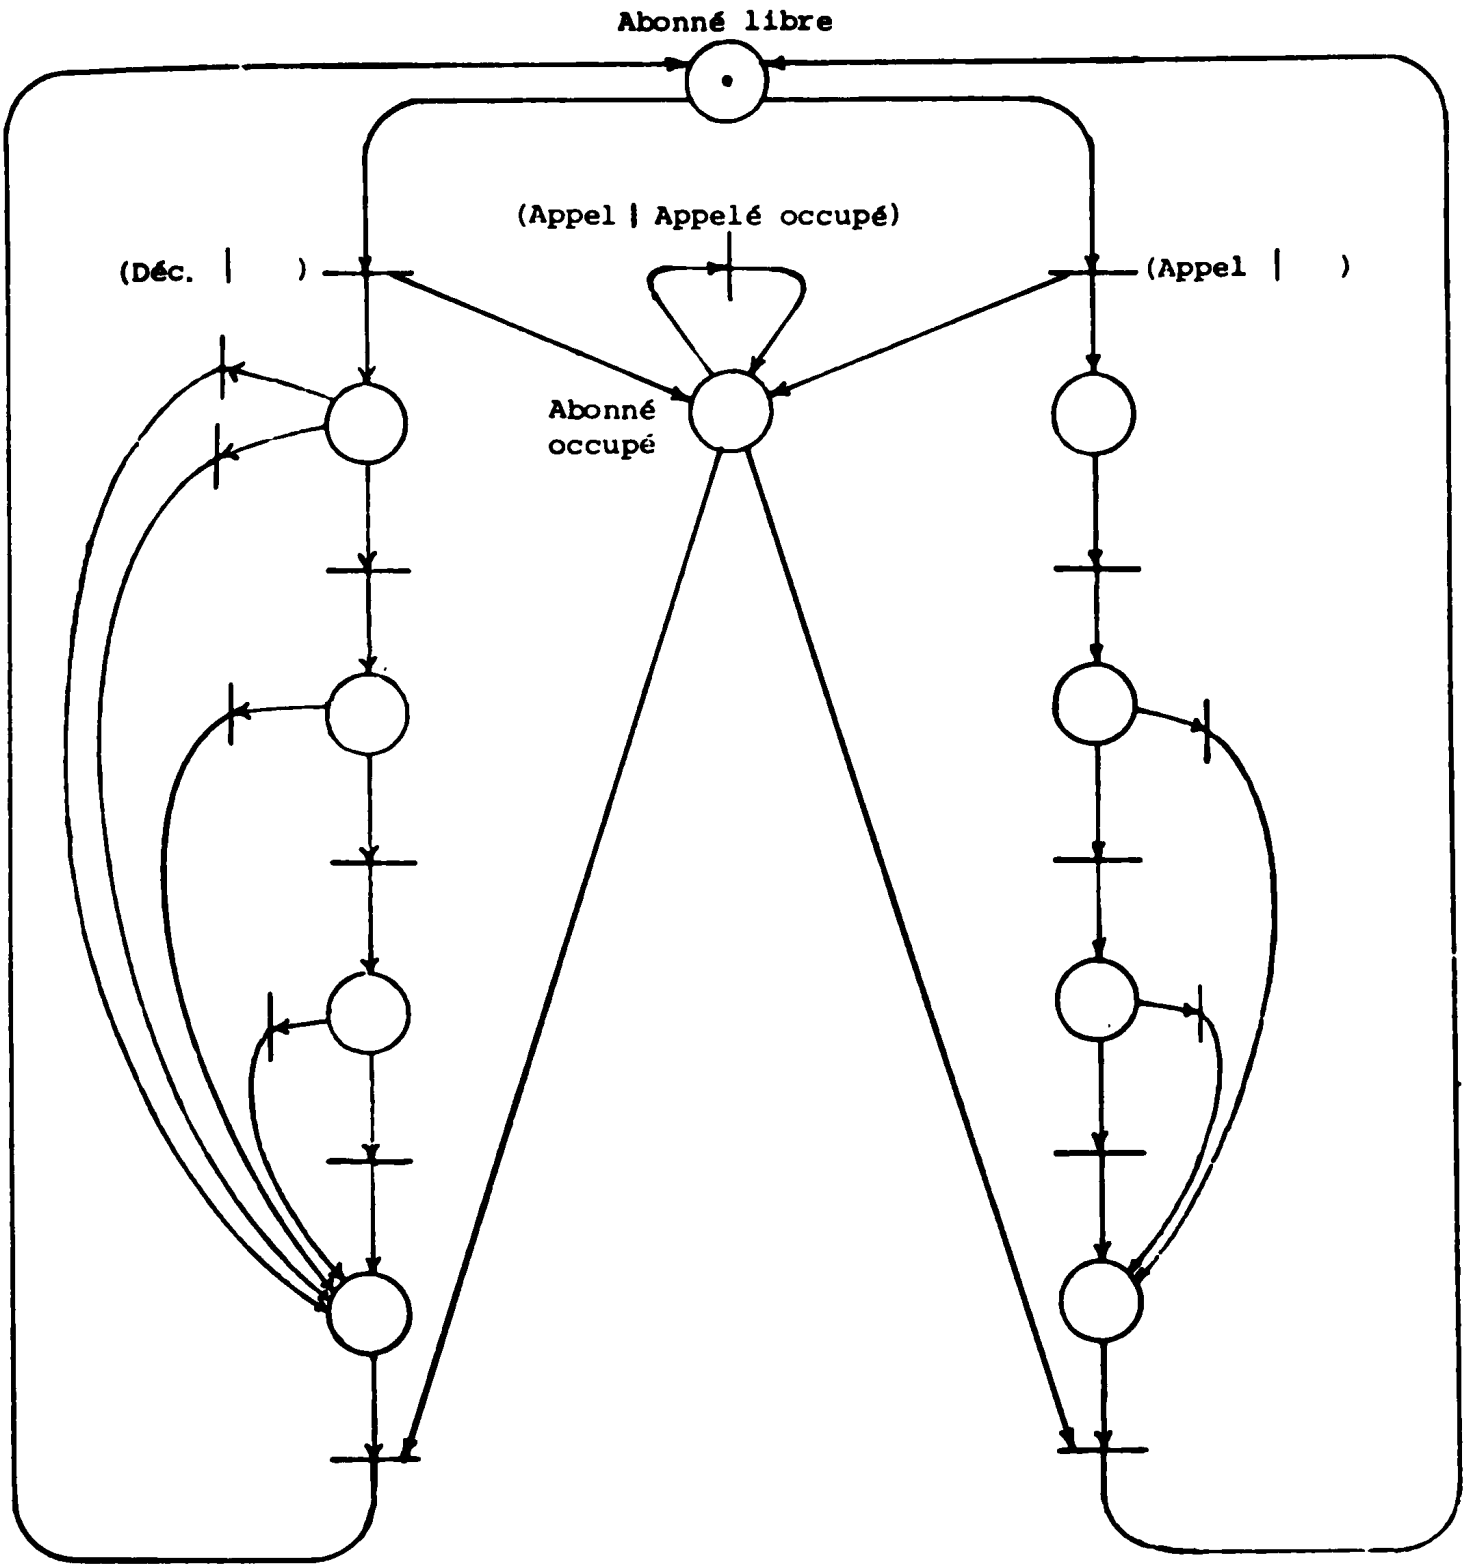 Abonné libre
(Appel | Appelé occupé)
(Déc. | )
(Appel | )
Abonné
occupé